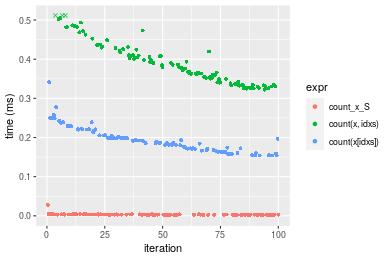 0.5
0.4
0.3
0.2
0.1
0.0
time (ms)
0
25
50
75
100
iteration
expr
count_x_S
count(x, idxs)
count(x[idxs])